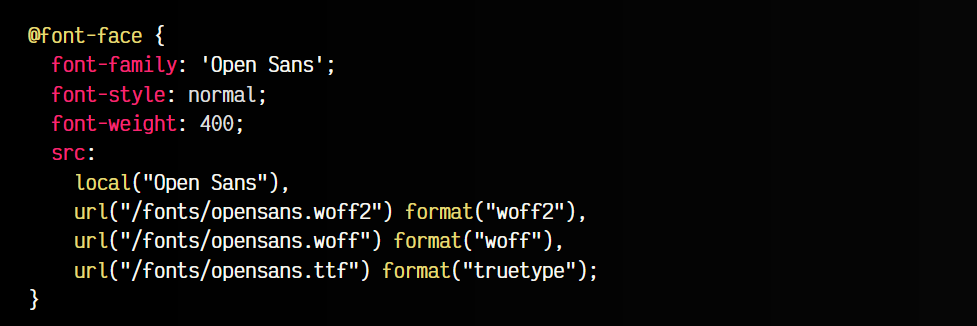 @font-face {
  font-family: 'Open Sans';
  font-style: normal;
  font-weight: 400;
  src:
    local("Open Sans"),
    url("/fonts/opensans.woff2") format("woff2"),
    url("/fonts/opensans.woff") format("woff"),
    url("/fonts/opensans.ttf") format("truetype");
}